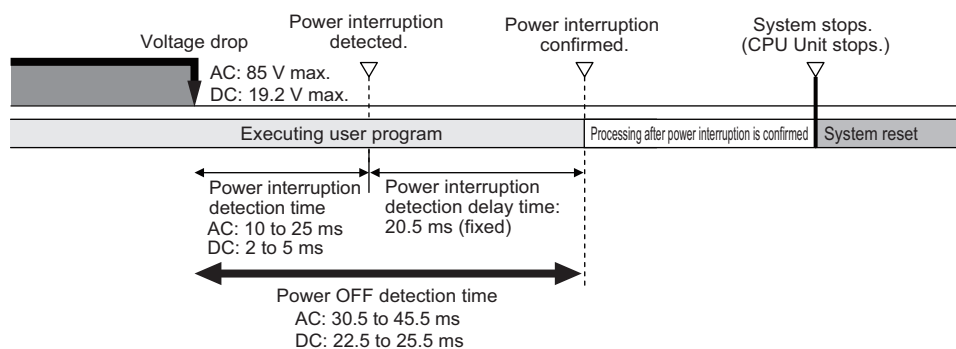 Voltage drop
Power interruption
detected.
Power interruption
confirmed.
System stops.
(CPU Unit stops.)
AC: 85 V max.
DC: 19.2 V max.
Executing user program
Processing after power interruption is confirmed
System reset
Power interruption
detection time
AC: 10 to 25 ms
DC: 2 to 5 ms
Power interruption
detection delay time:
20.5 ms (fixed)
Power OFF detection time
AC: 30.5 to 45.5 ms
DC: 22.5 to 25.5 ms